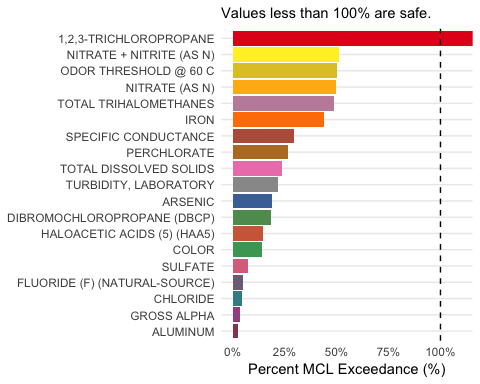 Values less than 100% are safe.
1,2,3-TRICHLOROPROPANE
NITRATE + NITRITE (AS N)
ODOR THRESHOLD @ 60 C
NITRATE (AS N)
TOTAL TRIHALOMETHANES
IRON
SPECIFIC CONDUCTANCE
PERCHLORATE
TOTAL DISSOLVED SOLIDS
TURBIDITY, LABORATORY
ARSENIC
DIBROMOCHLOROPROPANE (DBCP)
HALOACETIC ACIDS (5) (HAA5)
COLOR
SULFATE
FLUORIDE (F) (NATURAL-SOURCE)
CHLORIDE
GROSS ALPHA
ALUMINUM
0% 25% 50% 75% 100%
Percent MCL Exceedance (%)